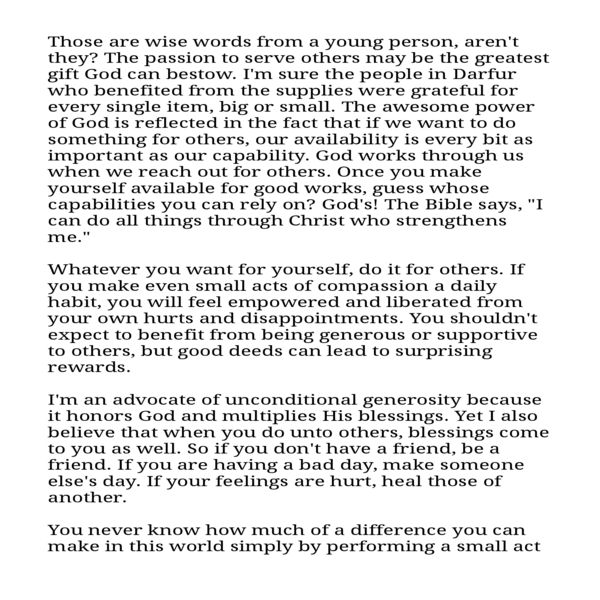 Those are wise words from a young person, aren't
they? The passion to serve others may be the greatest
gift God can bestow. I'm sure the people in Darfur
who benefited from the supplies were grateful for
every single item, big or small. The awesome power
of God is reflected in the fact that if we want to do
something for others, our availability is every bit as
important as our capability. God works through us
when we reach out for others. Once you make
yourself available for good works, guess whose
capabilities you can rely on? God's! The Bible says, "I
can do all things through Christ who strengthens
me."

Whatever you want for yourself, do it for others. If
you make even small acts of compassion a daily
habit, you will feel empowered and liberated from
your own hurts and disappointments. You shouldn't
expect to benefit from being generous or supportive
to others, but good deeds can lead to surprising
rewards.

I'm an advocate of unconditional generosity because
it honors God and multiplies His blessings. Yet I also
believe that when you do unto others, blessings come
to you as well. So if you don't have a friend, be a
friend. If you are having a bad day, make someone
else's day. If your feelings are hurt, heal those of
another.

You never know how much of a difference you can
make in this world simply by performing a small act